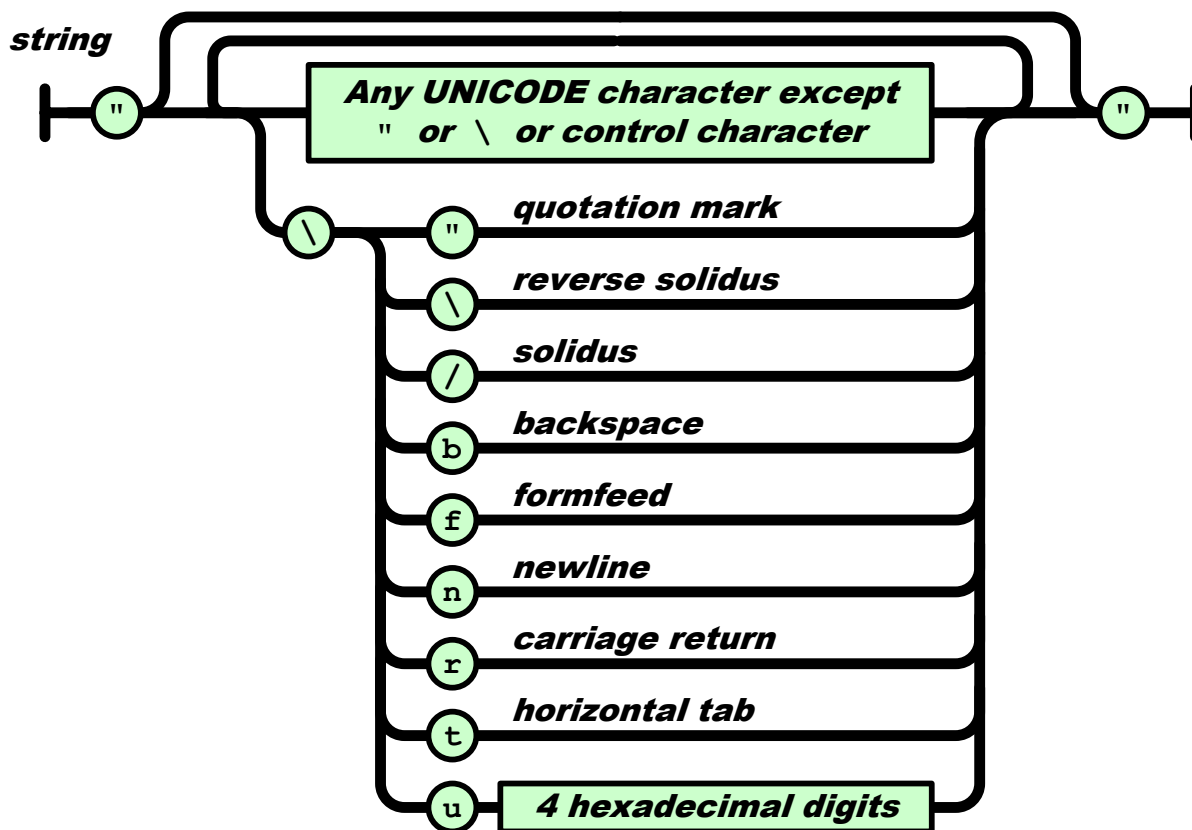 string
" Any UNICODE character except "
" or \ or control character
\ " quotation mark
\ reverse solidus
/ solidus
b backspace
f formfeed
n newline
r carriage return
t horizontal tab
u 4 hexadecimal digits